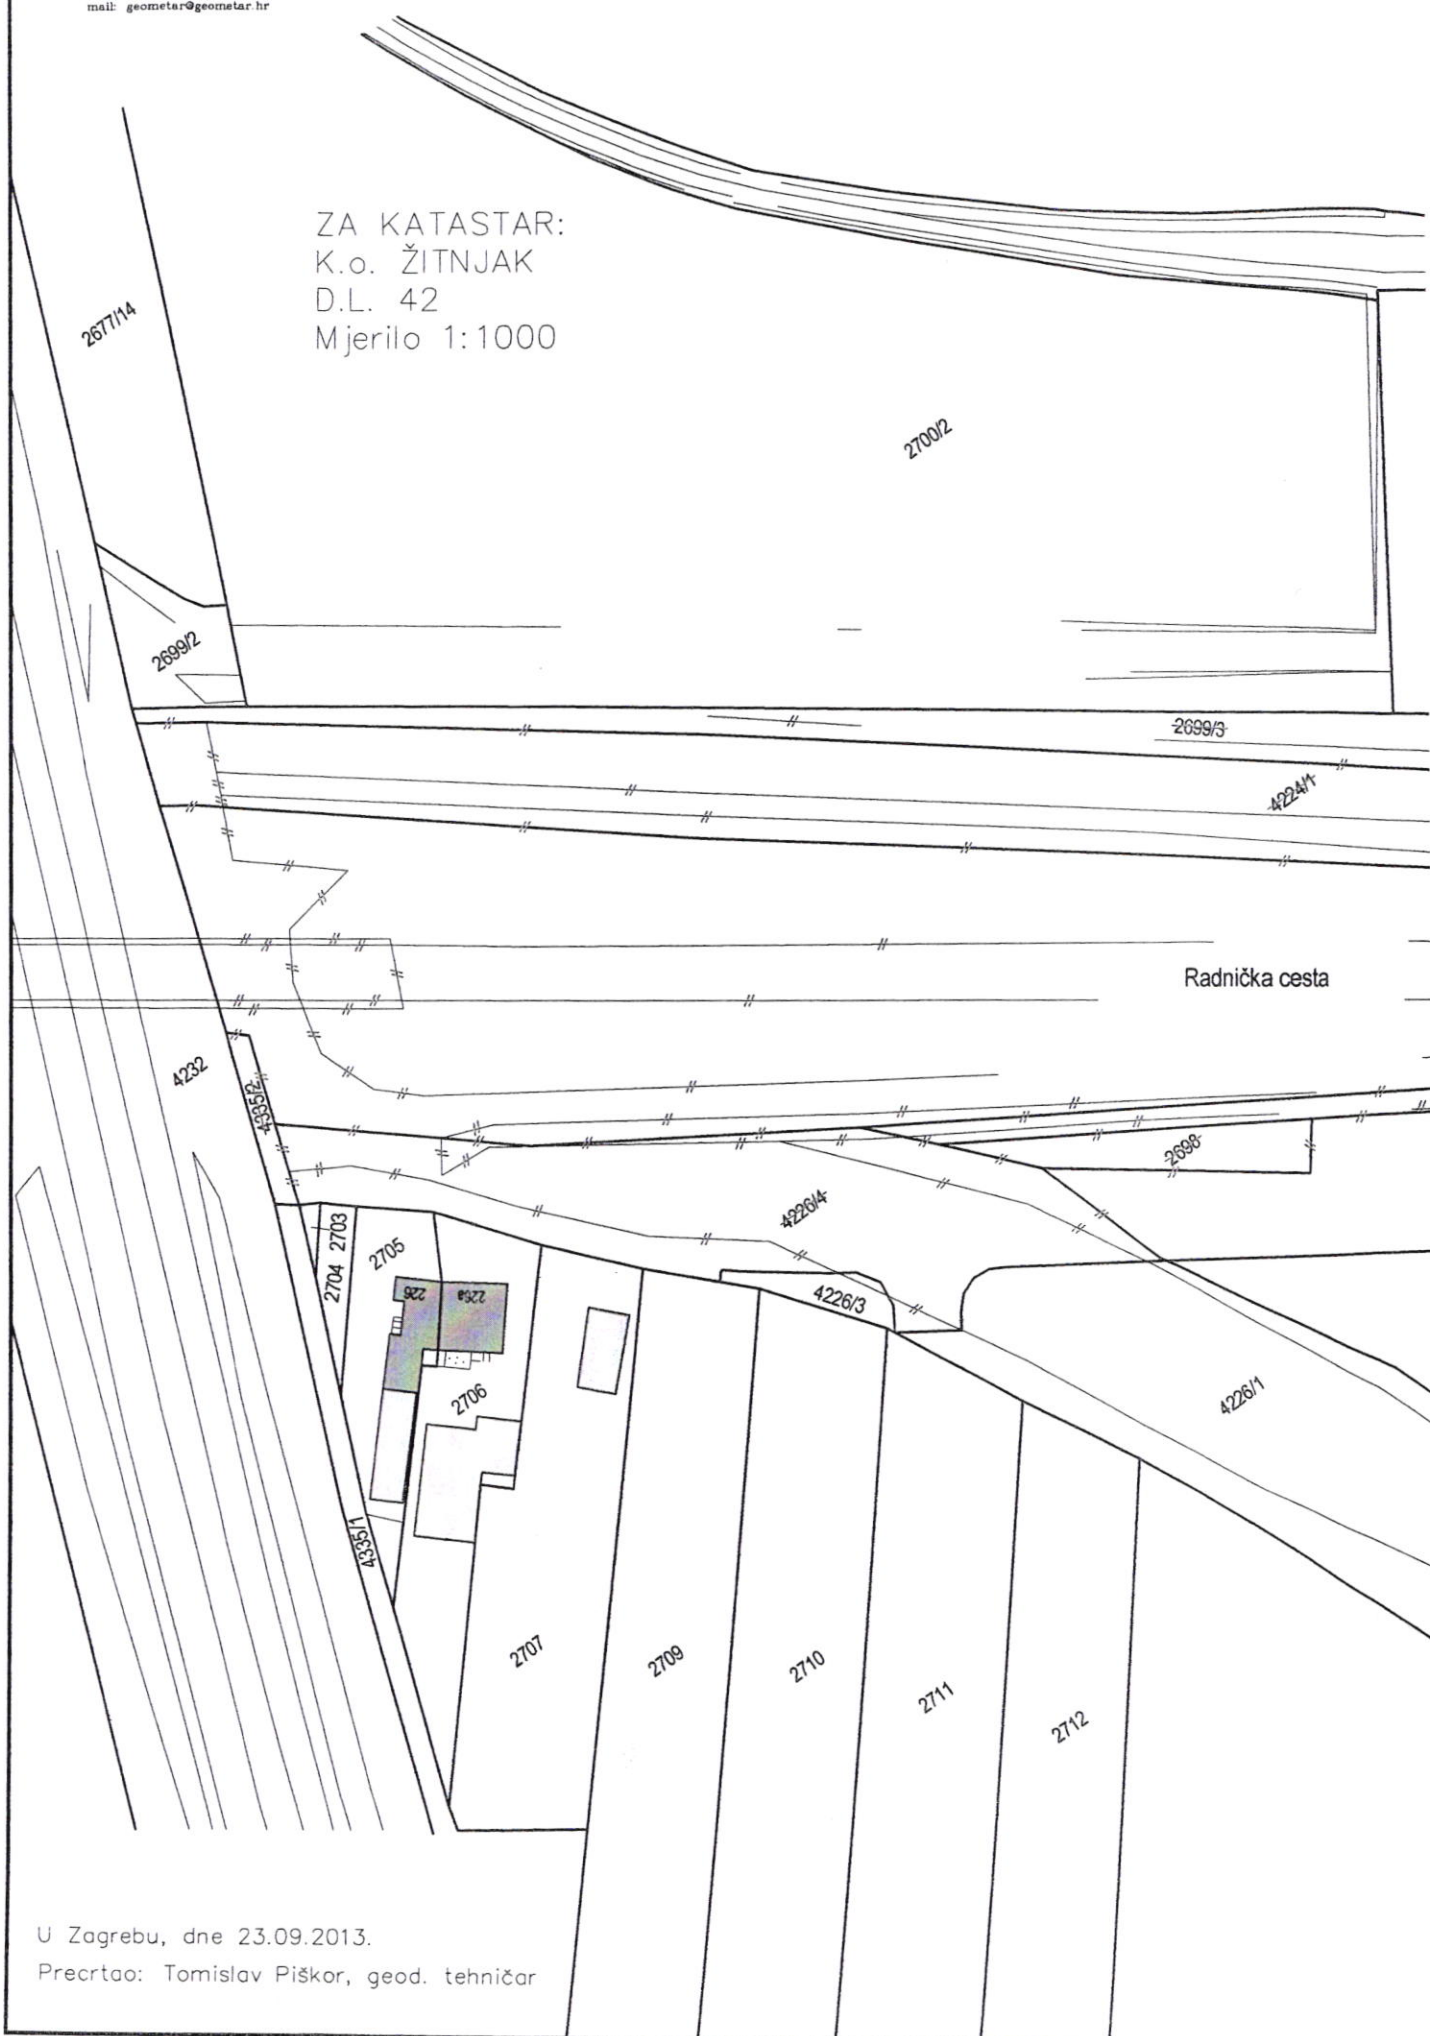 mail: geometar@geometar.hr
ZA KATASTAR:
K.o. ŽITNJAK
D.L. 42
Mjerilo 1:1000
2677/14
2700/2
2699/2
2699/3
4224/1
Radnička cesta
4232
4335/2
2698
4226/4
2703
2704
2705
226
226a
4226/3
2706
4226/1
4335/1
2707
2709
2710
2711
2712
U Zagrebu, dne 23.09.2013.
Precrtao: Tomislav Piškor, geod. tehničar